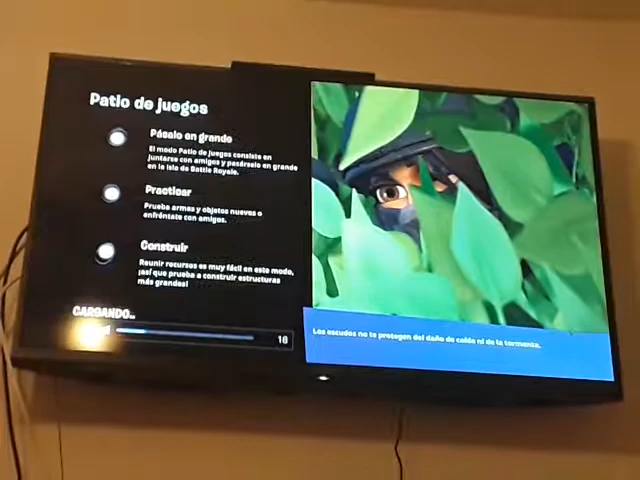 Patio de juegos
Pásalo en grande
El modo Patio de juegos consiste en
juntarse con amigos y pasárselo en grande
en la isla de Battle Royale.
Practicar
Prueba armas y objetos nuevos o
enfréntate con amigos.
Construir
Reunir recursos es muy fácil en este modo,
¡así que prueba a construir estructuras
más grandes!
CARGANDO..
18
Los escudos no te protegen del daño de caída ni de la tormenta.